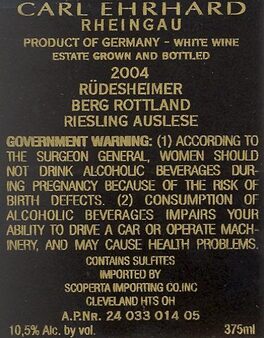 CARL EHRHARD
RHEINGAU
PRODUCT OF GERMANY - WHITE WINE
ESTATE GROWN AND BOTTLED
2004
RÜDESHEIMER
BERG ROTTLAND
RIESLING AUSLESE
GOVERNMENT WARNING: (1) ACCORDING TO
THE SURGEON GENERAL, WOMEN SHOULD
NOT DRINK ALCOHOLIC BEVERAGES DUR-
ING PREGNANCY BECAUSE OF THE RISK OF
BIRTH DEFECTS. (2) CONSUMPTION OF
ALCOHOLIC BEVERAGES IMPAIRS YOUR
ABILITY TO DRIVE A CAR OR OPERATE MACH-
INERY, AND MAY CAUSE HEALTH PROBLEMS.
CONTAINS SULFITES
IMPORTED BY
SCOPERTA IMPORTING CO.INC
CLEVELAND HTS OH
A.P.Nr. 24 033 014 05
10,5% Alc. by vol. 375ml